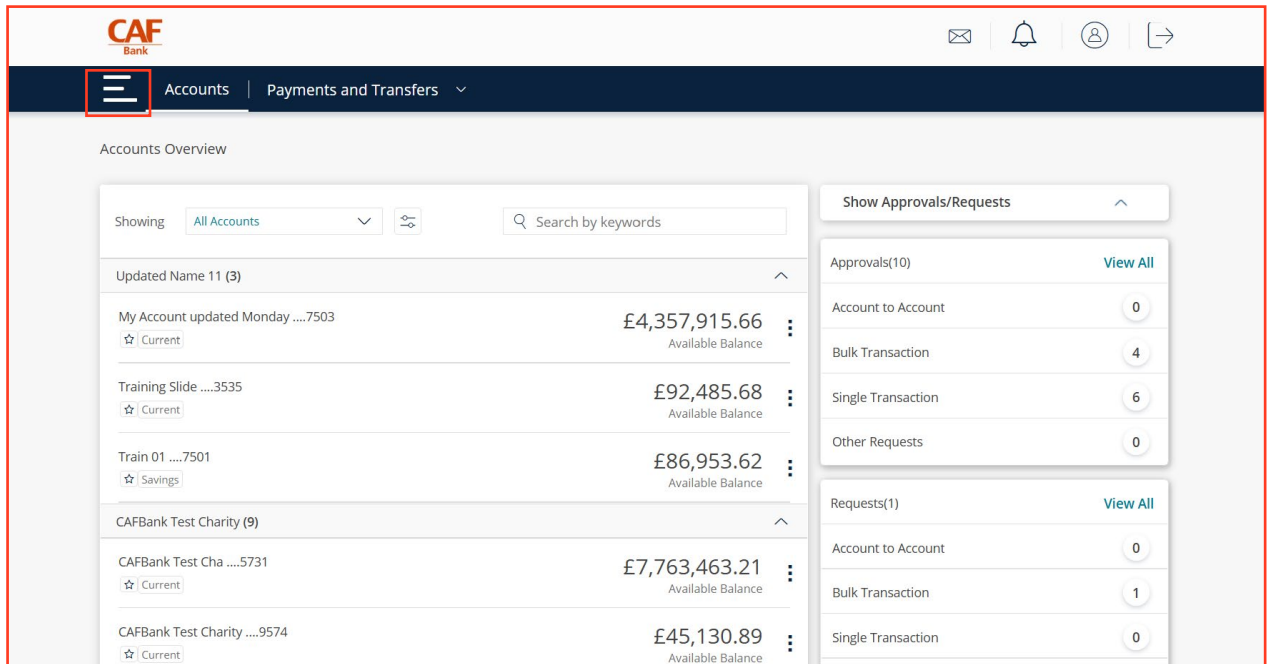 CAF
Bank
Accounts
Payments and Transfers
Accounts Overview
Showing
All Accounts
Search by keywords
Updated Name 11 (3)
My Account updated Monday ....7503
£4,357,915.66
Current
Available Balance
Training Slide ....3535
£92,485.68
Current
Available Balance
Train 01 ....7501
£86,953.62
Savings
Available Balance
CAFBank Test Charity (9)
CAFBank Test Cha ....5731
£7,763,463.21
Current
Available Balance
CAFBank Test Charity ....9574
£45,130.89
Current
Available Balance
Show Approvals/Requests
Approvals(10)
View All
Account to Account
0
Bulk Transaction
4
Single Transaction
6
Other Requests
0
Requests(1)
View All
Account to Account
0
Bulk Transaction
1
Single Transaction
0